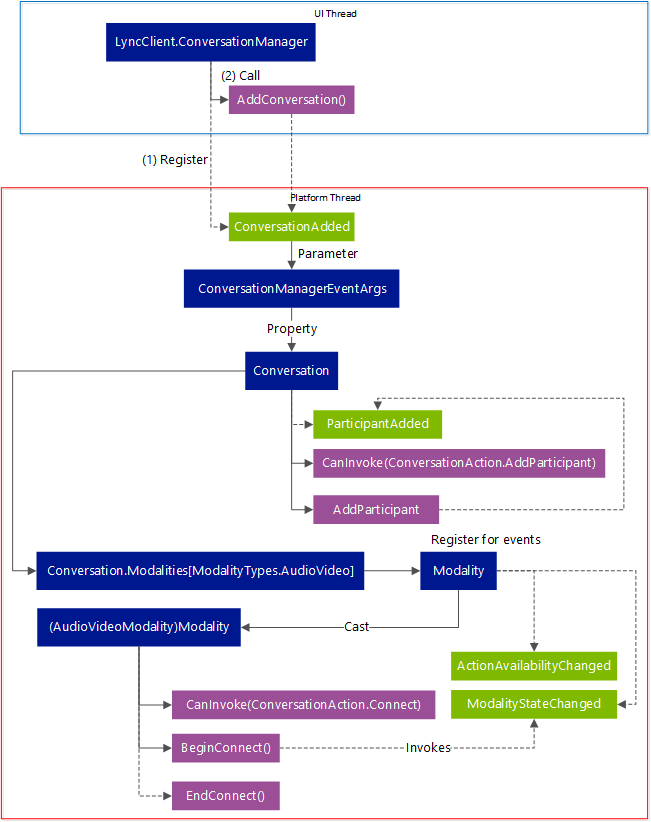 UI Thread
LyncClient.ConversationManager
(2) Call
AddConversation()
(1) Register
Platform Thread
ConversationAdded
Parameter
ConversationManagerEventArgs
Property
Conversation
ParticipantAdded
CanInvoke(ConversationAction.AddParticipant)
AddParticipant
Register for events
Conversation.Modalities[ModalityTypes.AudioVideo]
Modality
(AudioVideoModality)Modality
Cast
ActionAvailabilityChanged
CanInvoke(ConversationAction.Connect)
ModalityStateChanged
BeginConnect()
Invokes
EndConnect()